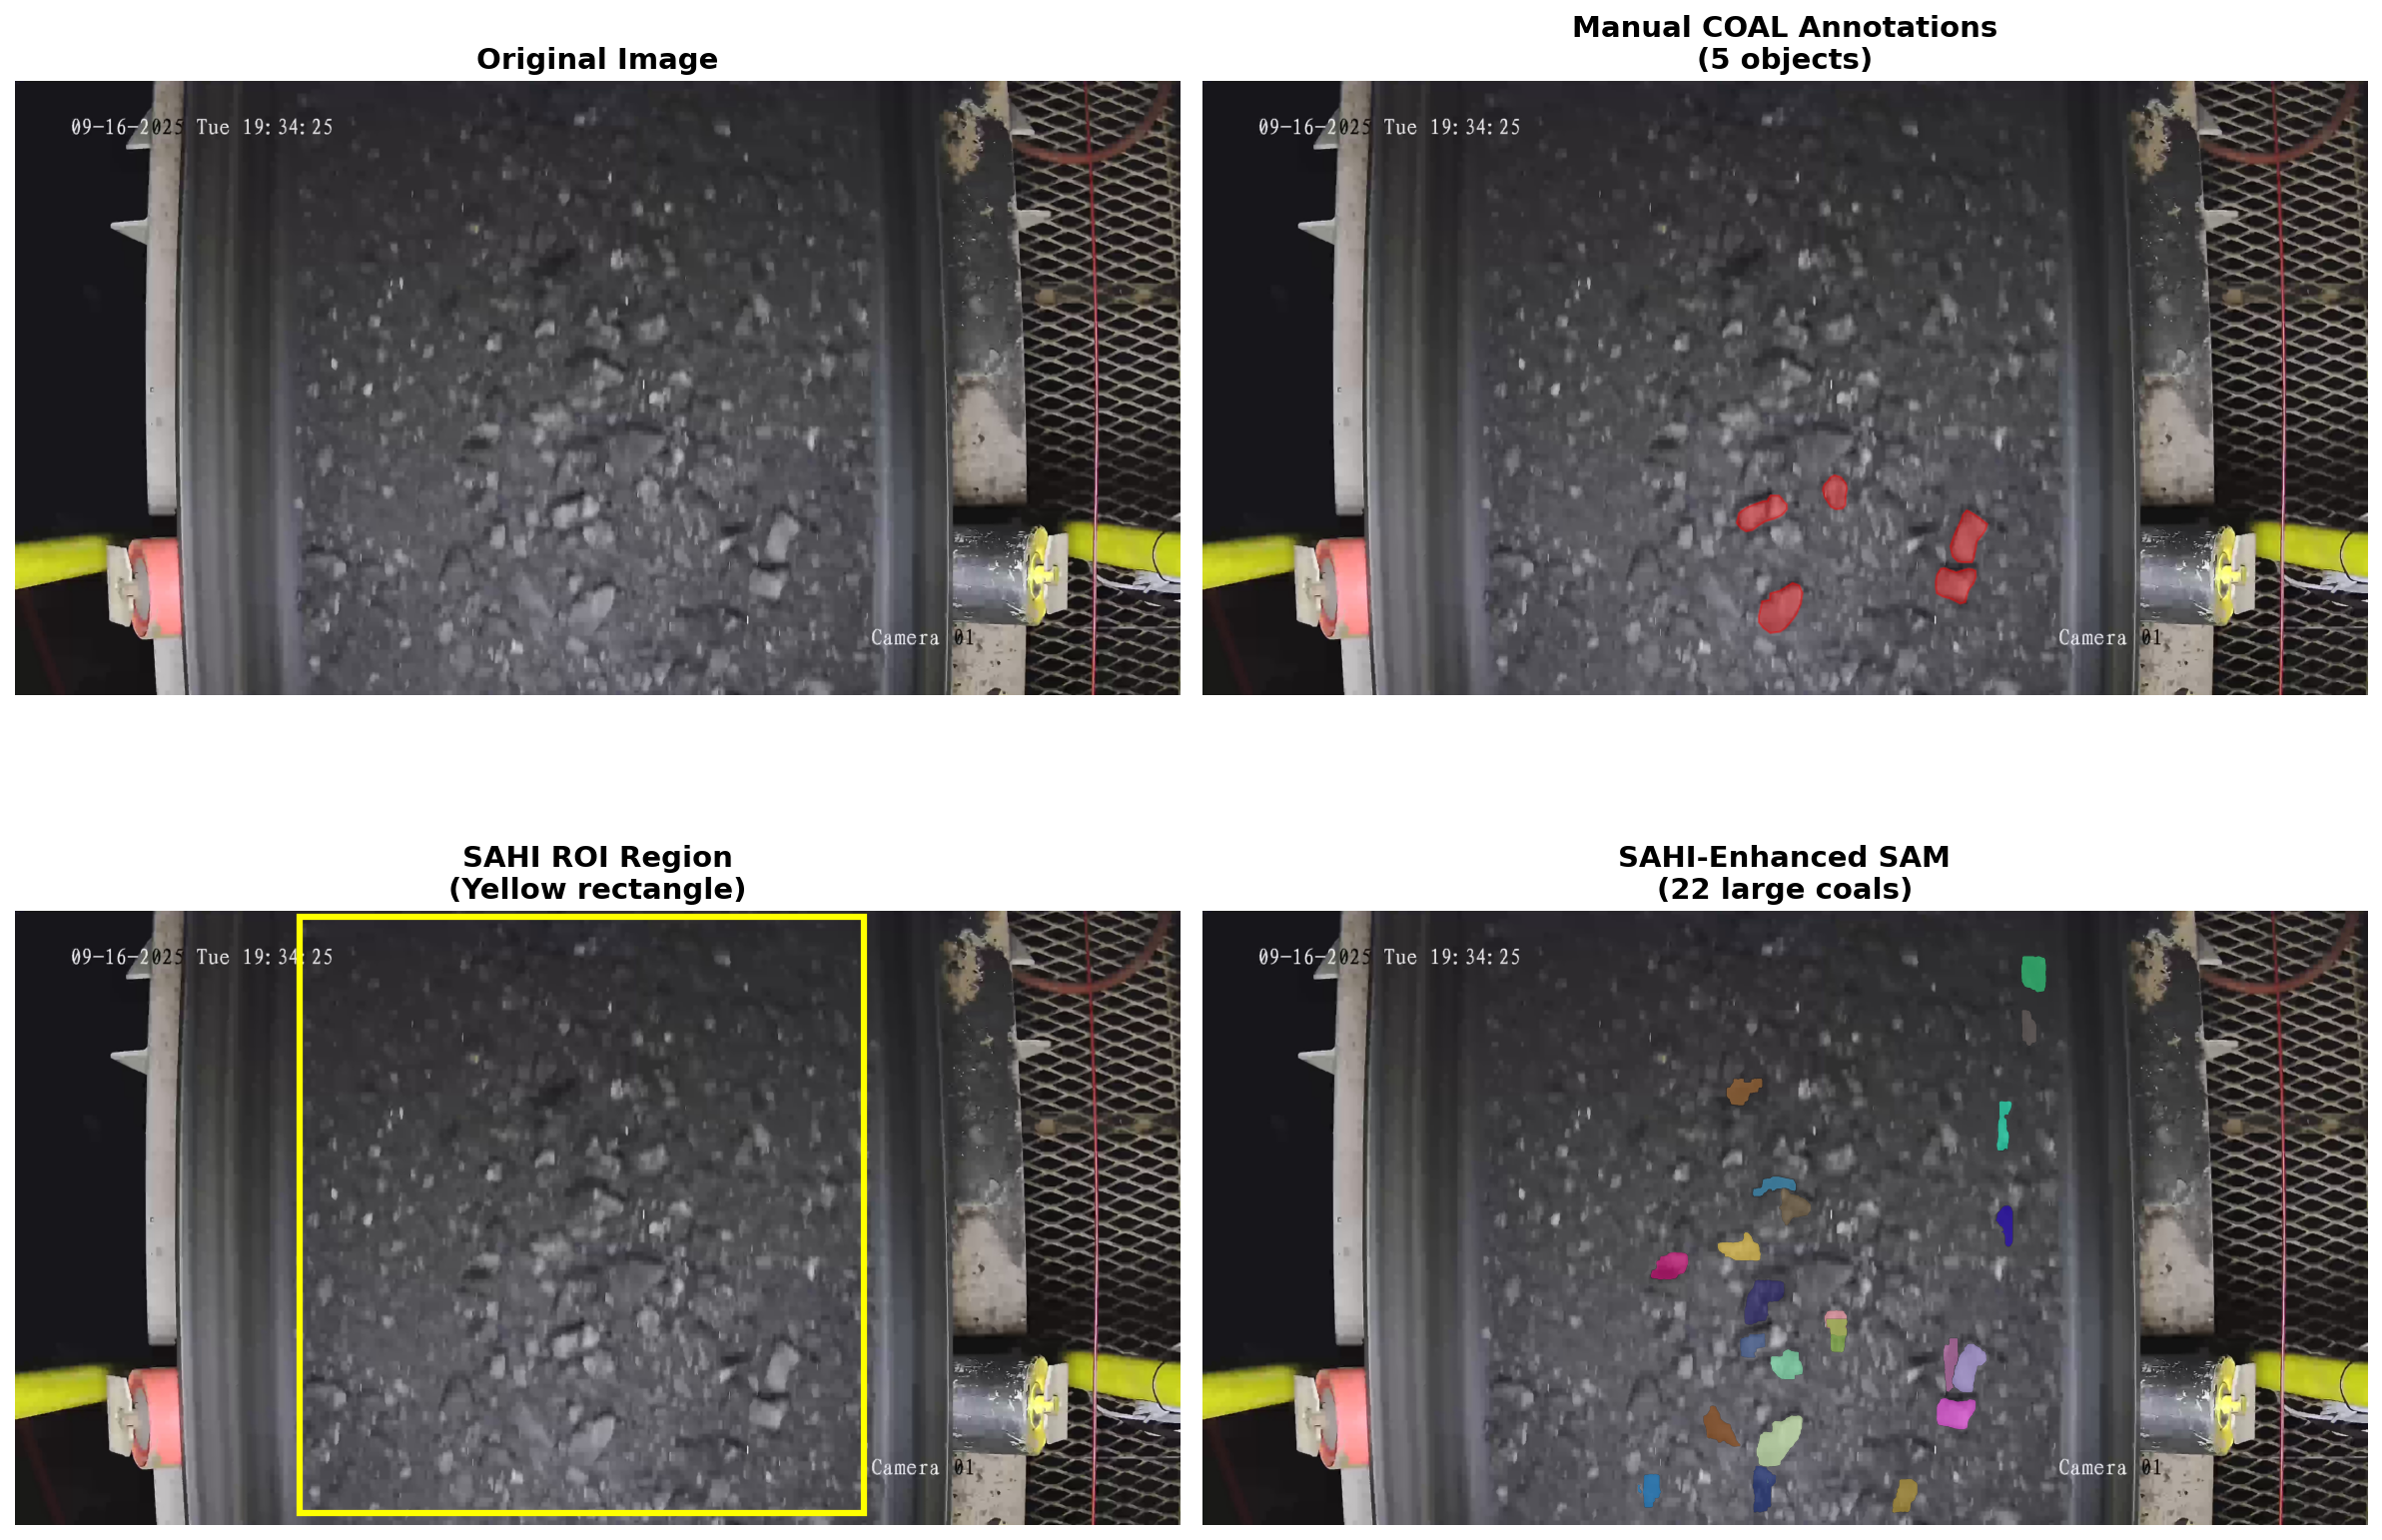 Original Image
09-16-2025 Tue 19:34:25
Camera 01
Manual COAL Annotations
(5 objects)
09-16-2025 Tue 19:34:25
Camera 01
SAHI ROI Region
(Yellow rectangle)
09-16-2025 Tue 19:34:25
Camera 01
SAHI-Enhanced SAM
(22 large coals)
09-16-2025 Tue 19:34:25
Camera 01